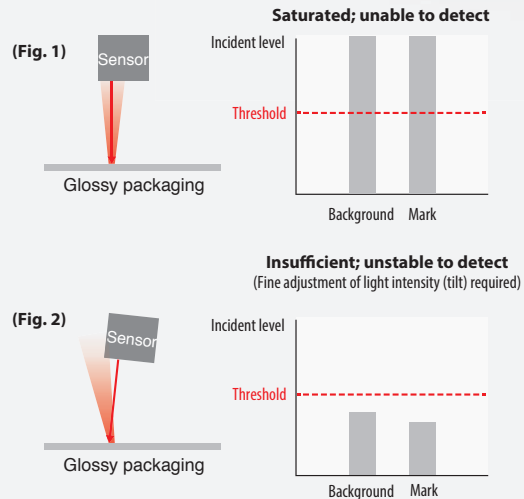 Saturated; unable to detect
(Fig. 1)
Sensor
Glossy packaging
Incident level
Threshold
Background
Mark
Insufficient; unstable to detect
(Fine adjustment of light intensity (tilt) required)
(Fig. 2)
Sensor
Glossy packaging
Incident level
Threshold
Background
Mark